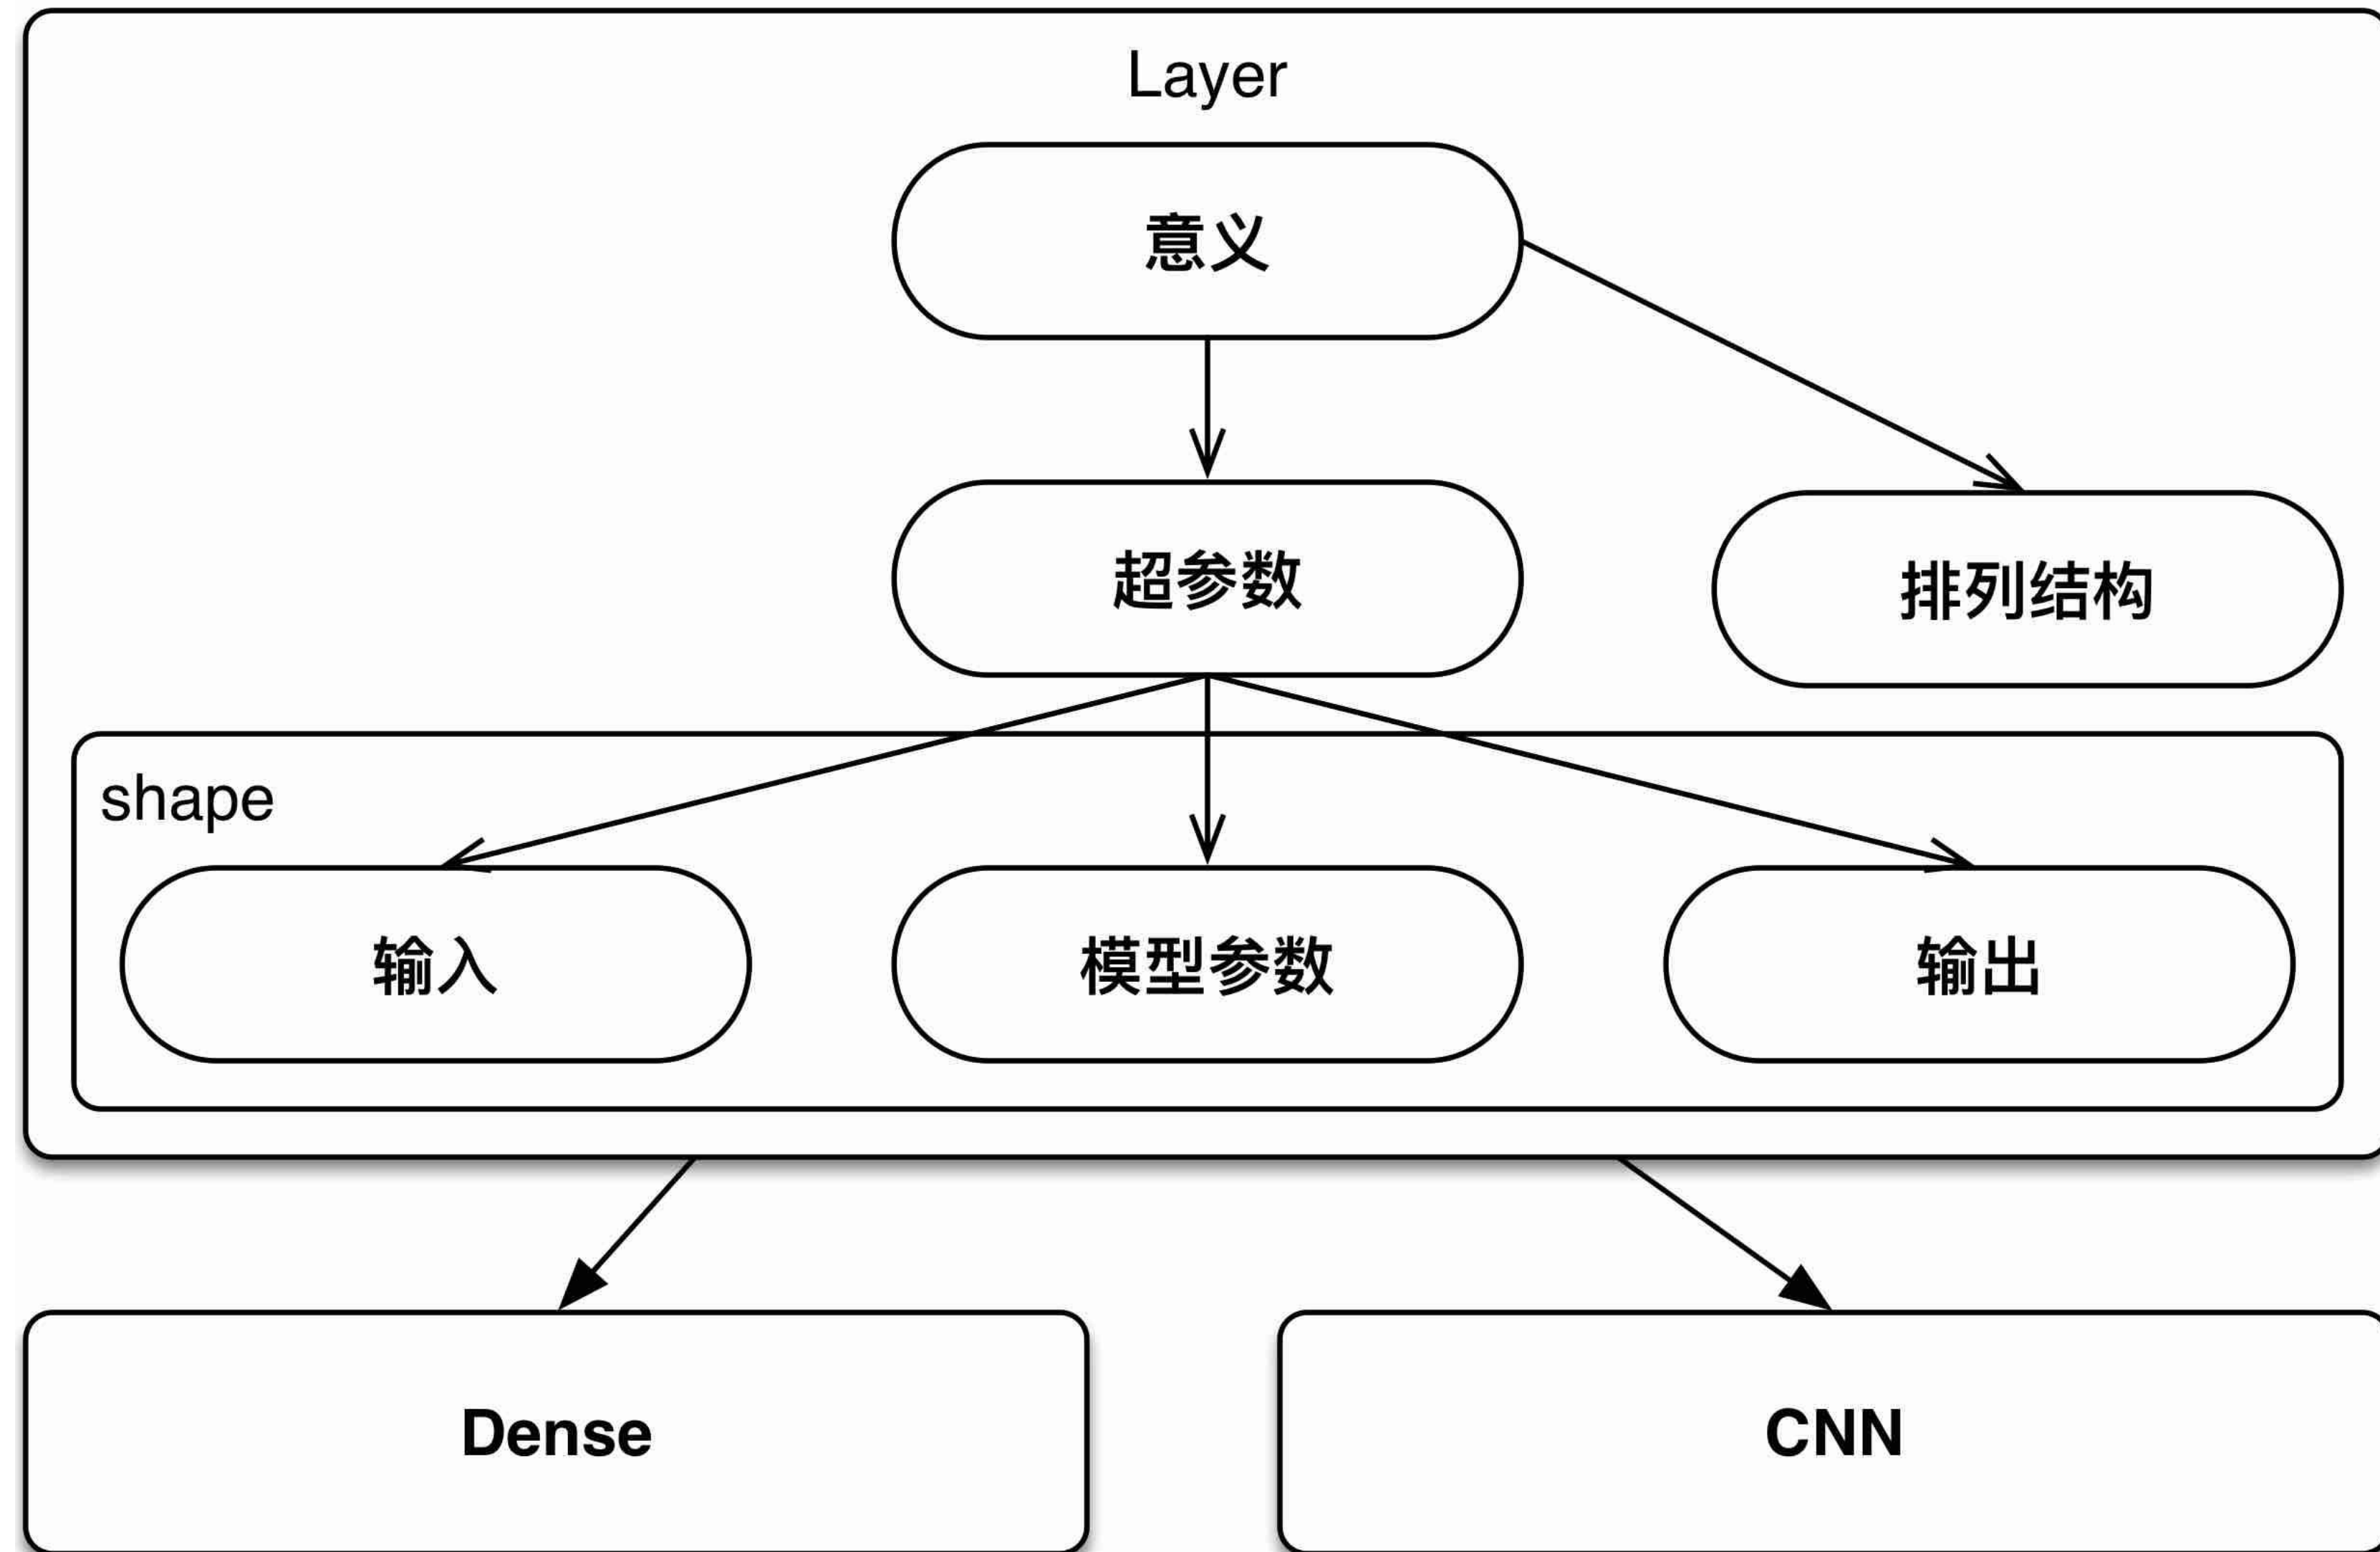 Layer
意义
超参数
排列结构
shape
输入
模型参数
输出
Dense
CNN